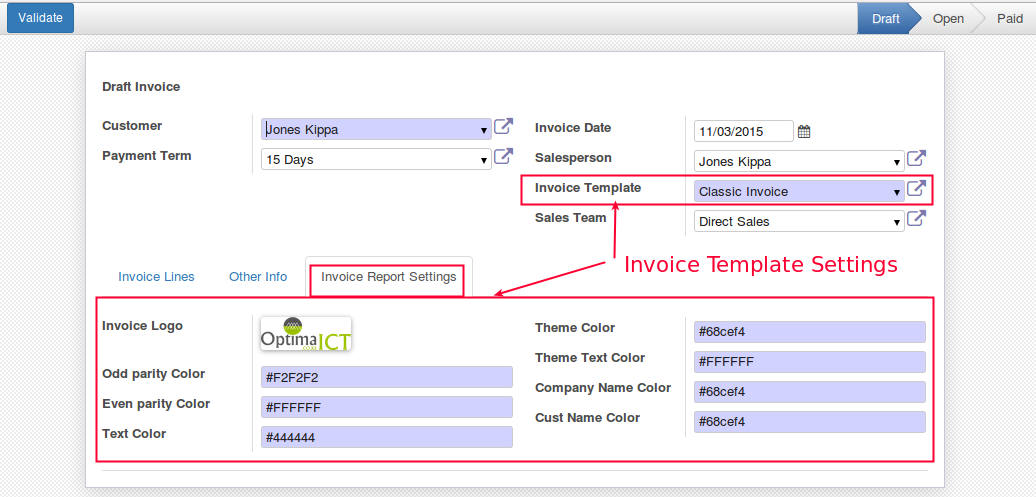 Validate
Draft Open Paid
Draft Invoice
Customer Jones Kippa
Payment Term 15 Days
Invoice Date 11/03/2015
Salesperson Jones Kippa
Invoice Template Classic Invoice
Sales Team Direct Sales
Invoice Template Settings
Invoice Lines Other Info Invoice Report Settings
Invoice Logo OptimaICT
Odd parity Color #F2F2F2
Even parity Color #FFFFFF
Text Color #444444
Theme Color #68cef4
Theme Text Color #FFFFFF
Company Name Color #68cef4
Cust Name Color #68cef4